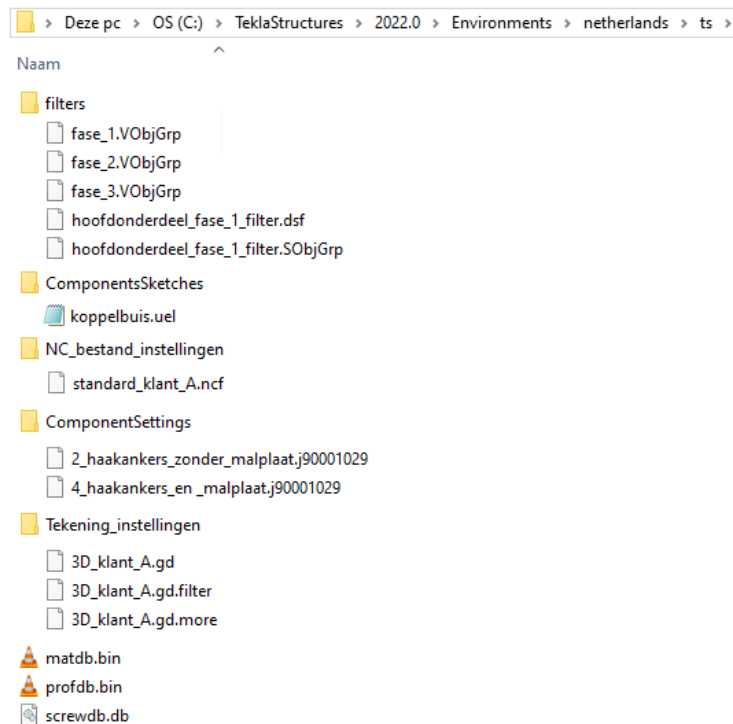 > Deze pc > OS (C:) > TeklaStructures > 2022.0 > Environments > netherlands > ts >
Naam
filters
fase_1.VObjGrp
fase_2.VObjGrp
fase_3.VObjGrp
hoofdonderdeel_fase_1_filter.dsf
hoofdonderdeel_fase_1_filter.SObjGrp
ComponentsSketches
koppelbuis.uel
NC_bestand_instellingen
standard_klant_A.ncf
ComponentSettings
2_haakankers_zonder_malplaat.j90001029
4_haakankers_en _malplaat.j90001029
Tekening_instellingen
3D_klant_A.gd
3D_klant_A.gd.filter
3D_klant_A.gd.more
matdb.bin
profdb.bin
screwdb.db